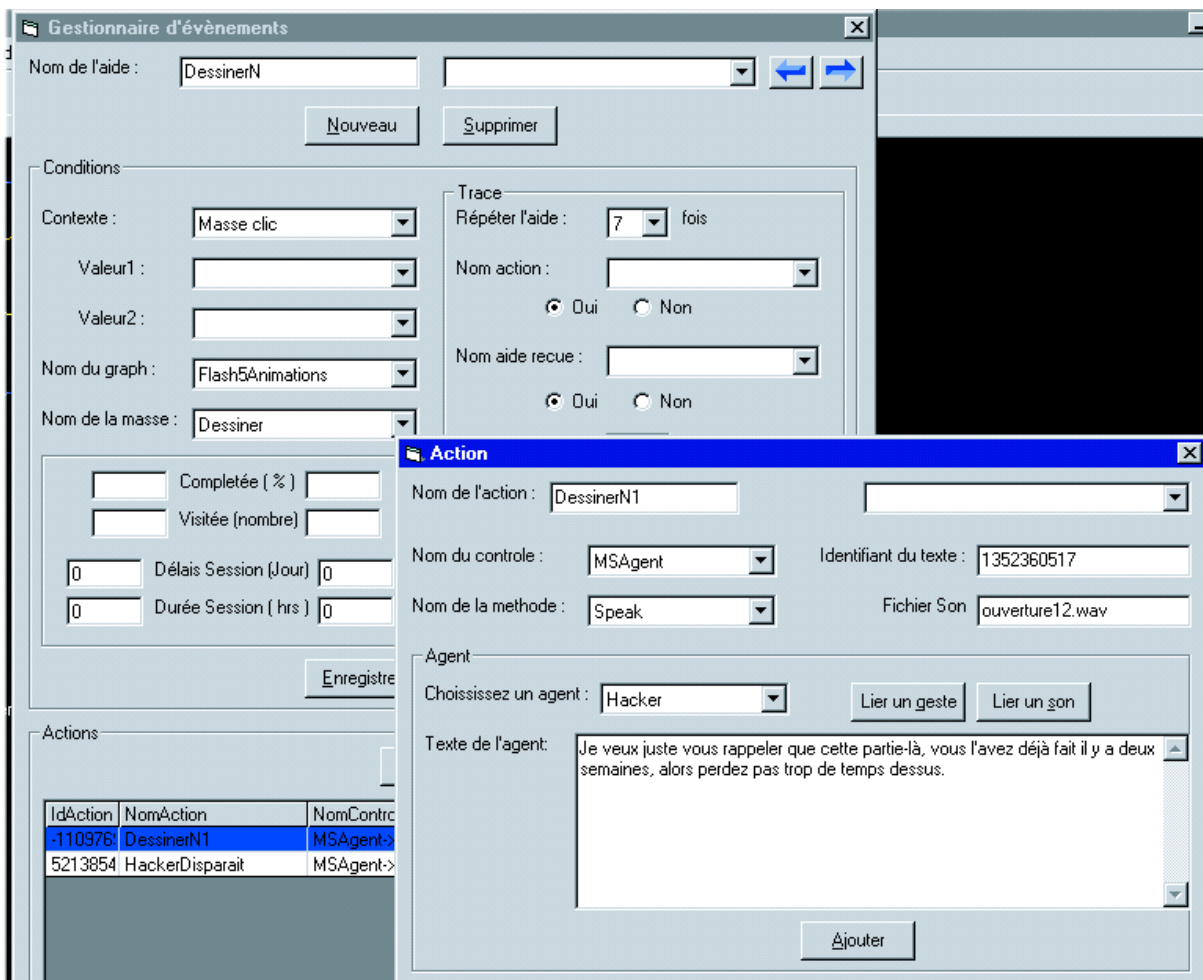 Gestionnaire d'évènements
Nom de l'aide : DessinerN
Nouveau Supprimer
Conditions
Trace
Contexte : Masse clic
Répéter l'aide : 7 fois
Valeur1 :
Nom action :
Oui Non
Valeur2 :
Nom aide recue :
Nom du graph : Flash5Animations
Oui Non
Nom de la masse : Dessiner
Completée ( % )
Visitée (nombre)
0 Délais Session (Jour) 0
0 Durée Session ( hrs ) 0
Enregistre
Actions
IdAction NomAction NomContro
-110976 DessinerN1 MSAgent->
5213854 HackerDisparait MSAgent->
Action
Nom de l'action : DessinerN1
Nom du controle : MSAgent
Identifiant du texte : 1352360517
Nom de la methode : Speak
Fichier Son ouverture12.wav
Agent
Choississez un agent : Hacker
Lier un geste Lier un son
Texte de l'agent:
Je veux juste vous rappeler que cette partie-là, vous l'avez déjà fait il y a deux
semaines, alors perdez pas trop de temps dessus.
Ajouter